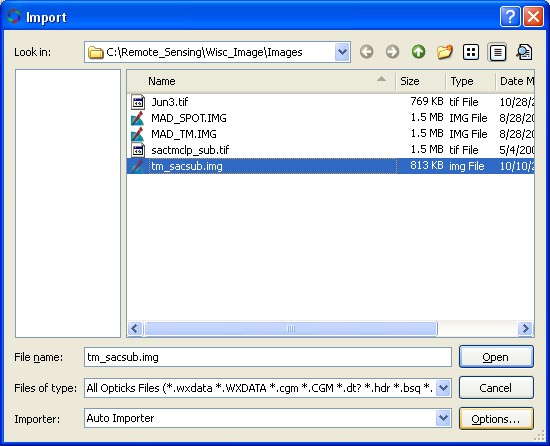 Import
Look in: C:\Remote_Sensing\Wisc_Image\Images
Name Size Type Date M
Jun3.tif 769 KB tif File 10/28/2
MAD_SPOT.IMG 1.5 MB IMG File 8/28/20
MAD_TM.IMG 1.5 MB IMG File 8/28/20
sactmclp_sub.tif 1.5 MB tif File 5/4/200
tm_sacsub.img 813 KB img File 10/10/2
File name: tm_sacsub.img Open
Files of type: All Opticks Files (*.wxdata *.WXDATA *.cgm *.CGM *.dt? *.hdr *.bsq *. Cancel
Importer: Auto Importer Options...